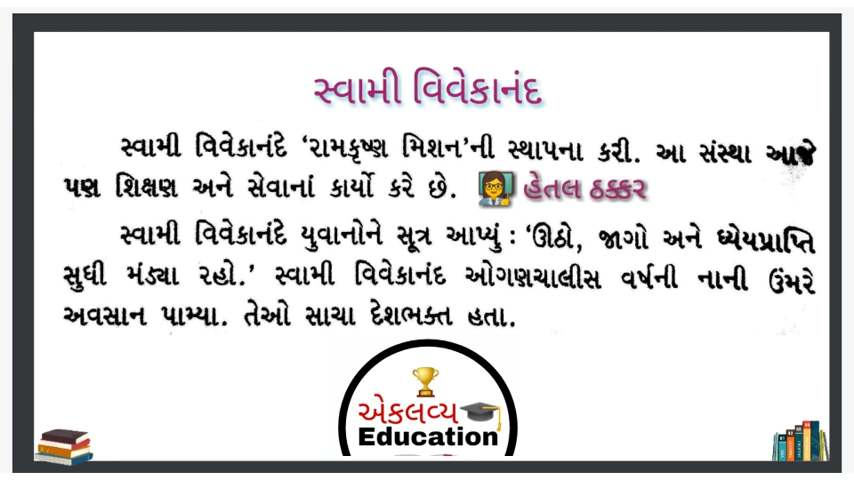 સ્વામી વિવેકાનંદ
સ્વામી વિવેકાનંદે ‘રામકૃષ્ણ મિશન’ની સ્થાપના કરી. આ સંસ્થા આજે
પણ શિક્ષણ અને સેવાનાં કાર્યો કરે છે. હેતલ ઠક્કર
સ્વામી વિવેકાનંદે યુવાનોને સૂત્ર આપ્યું : ‘ઊઠો, જાગો અને ધ્યેયપ્રાપ્તિ
સુધી મંડ્યા રહો.’ સ્વામી વિવેકાનંદ ઓગણચાલીસ વર્ષની નાની ઉંમરે
અવસાન પામ્યા. તેઓ સાચા દેશભક્ત હતા.
એકલવ્ય
Education